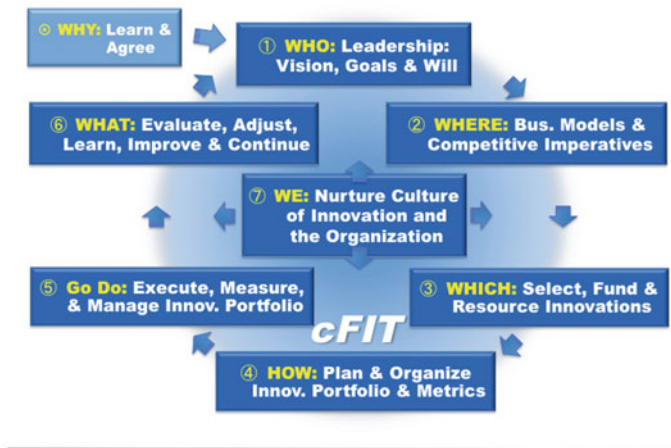 ⊙ WHY: Learn &
Agree
① WHO: Leadership:
Vision, Goals & Will
⑥ WHAT: Evaluate, Adjust,
Learn, Improve & Continue
② WHERE: Bus. Models &
Competitive Imperatives
⑦ WE: Nurture Culture
of Innovation and
the Organization
⑤ Go Do: Execute, Measure,
& Manage Innov. Portfolio
③ WHICH: Select, Fund &
Resource Innovations
cFIT
④ HOW: Plan & Organize
Innov. Portfolio & Metrics